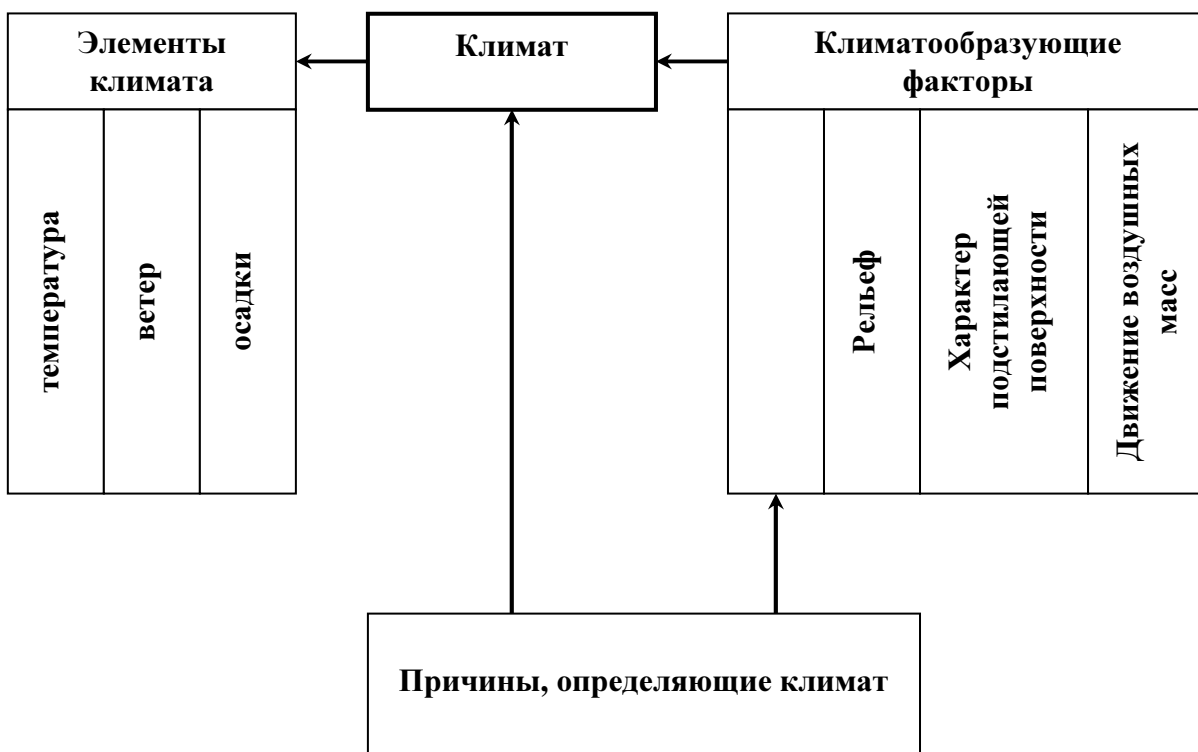 Элементы
климата
Климат
Климатообразующие
факторы
температура
ветер
осадки
Рельеф
Характер
подстилающей
поверхности
Движение воздушных
масс
Причины, определяющие климат